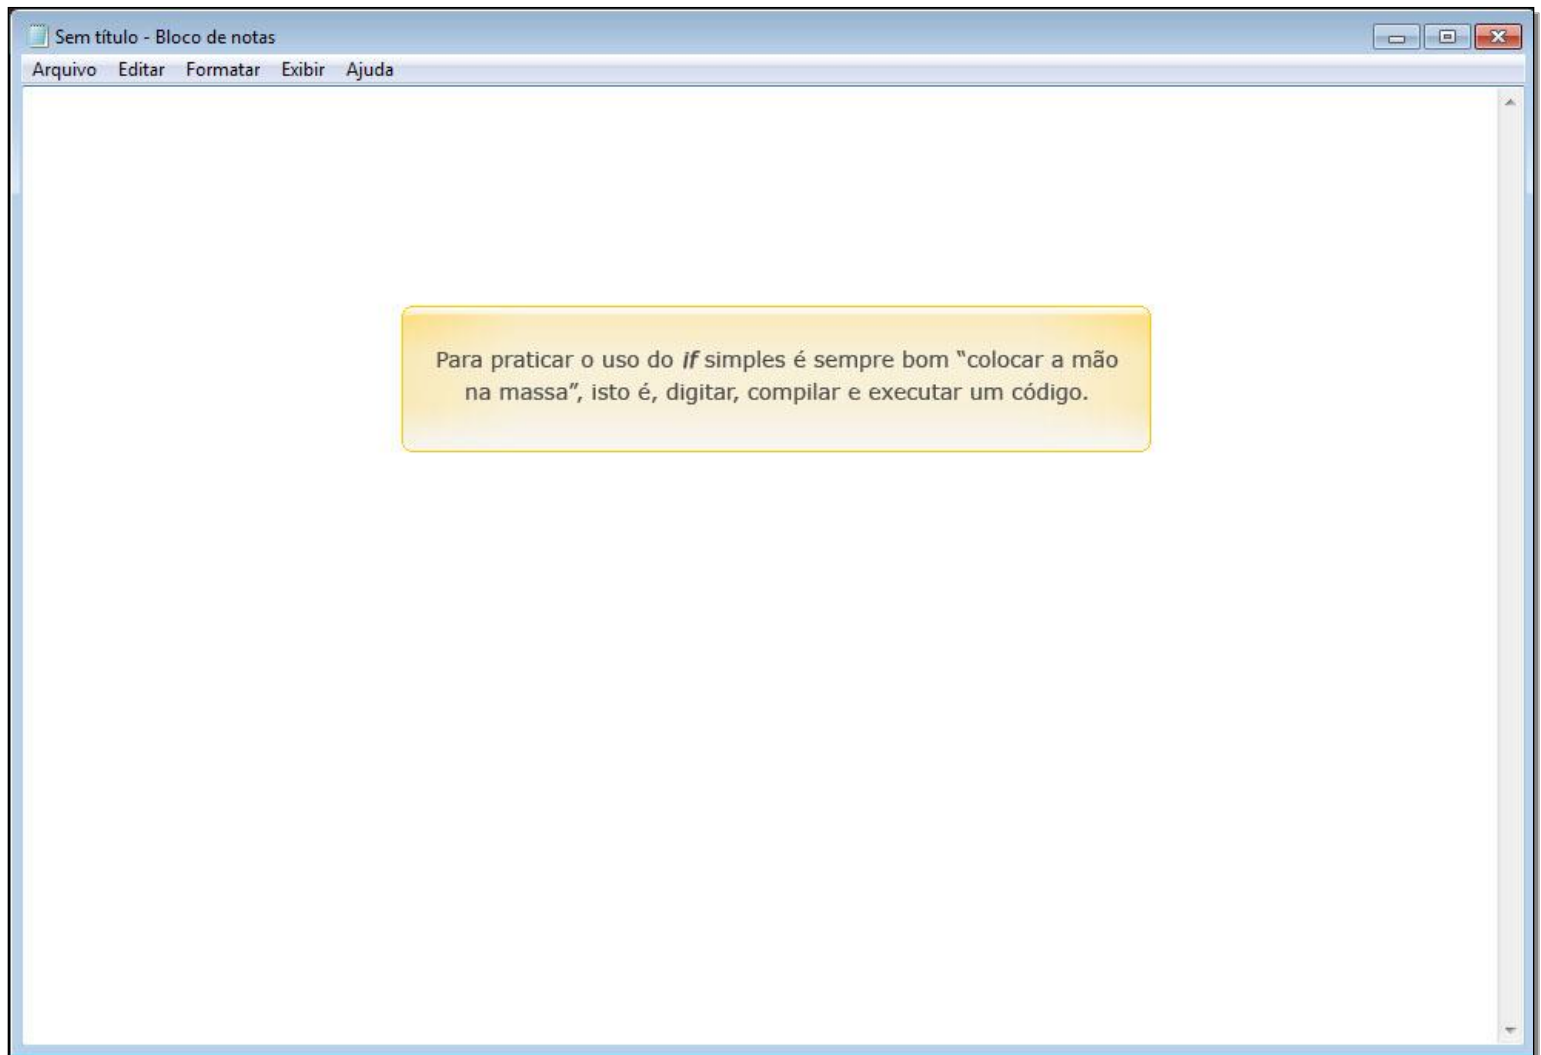 Sem título - Bloco de notas
Arquivo Editar Formatar Exibir Ajuda
Para praticar o uso do if simples é sempre bom “colocar a mão
na massa”, isto é, digitar, compilar e executar um código.